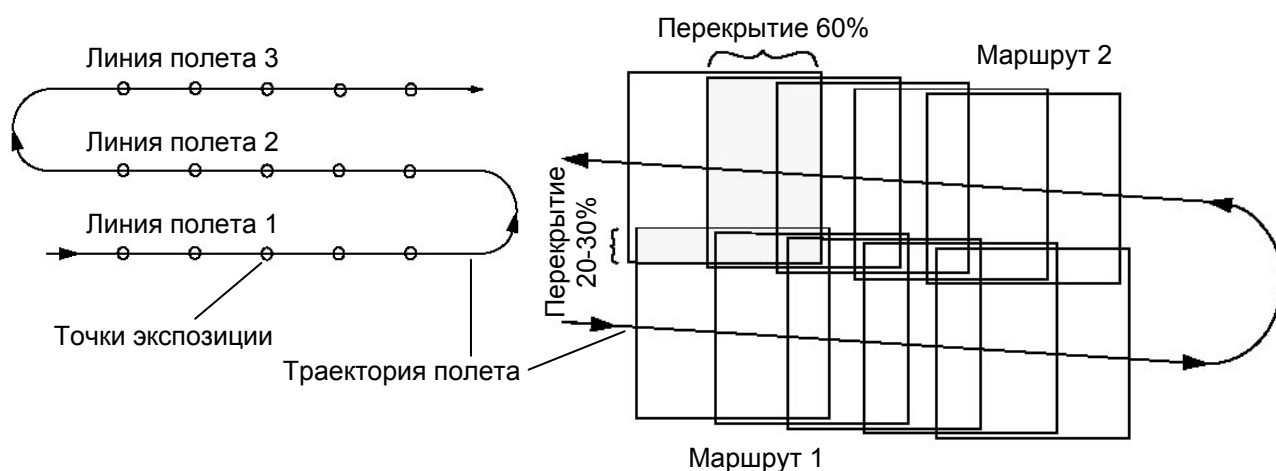 Линия полета 3
Линия полета 2
Линия полета 1
Точки экспозиции
Траектория полета
Перекрытие 60%
Маршрут 2
Перекрытие
20-30%
Маршрут 1